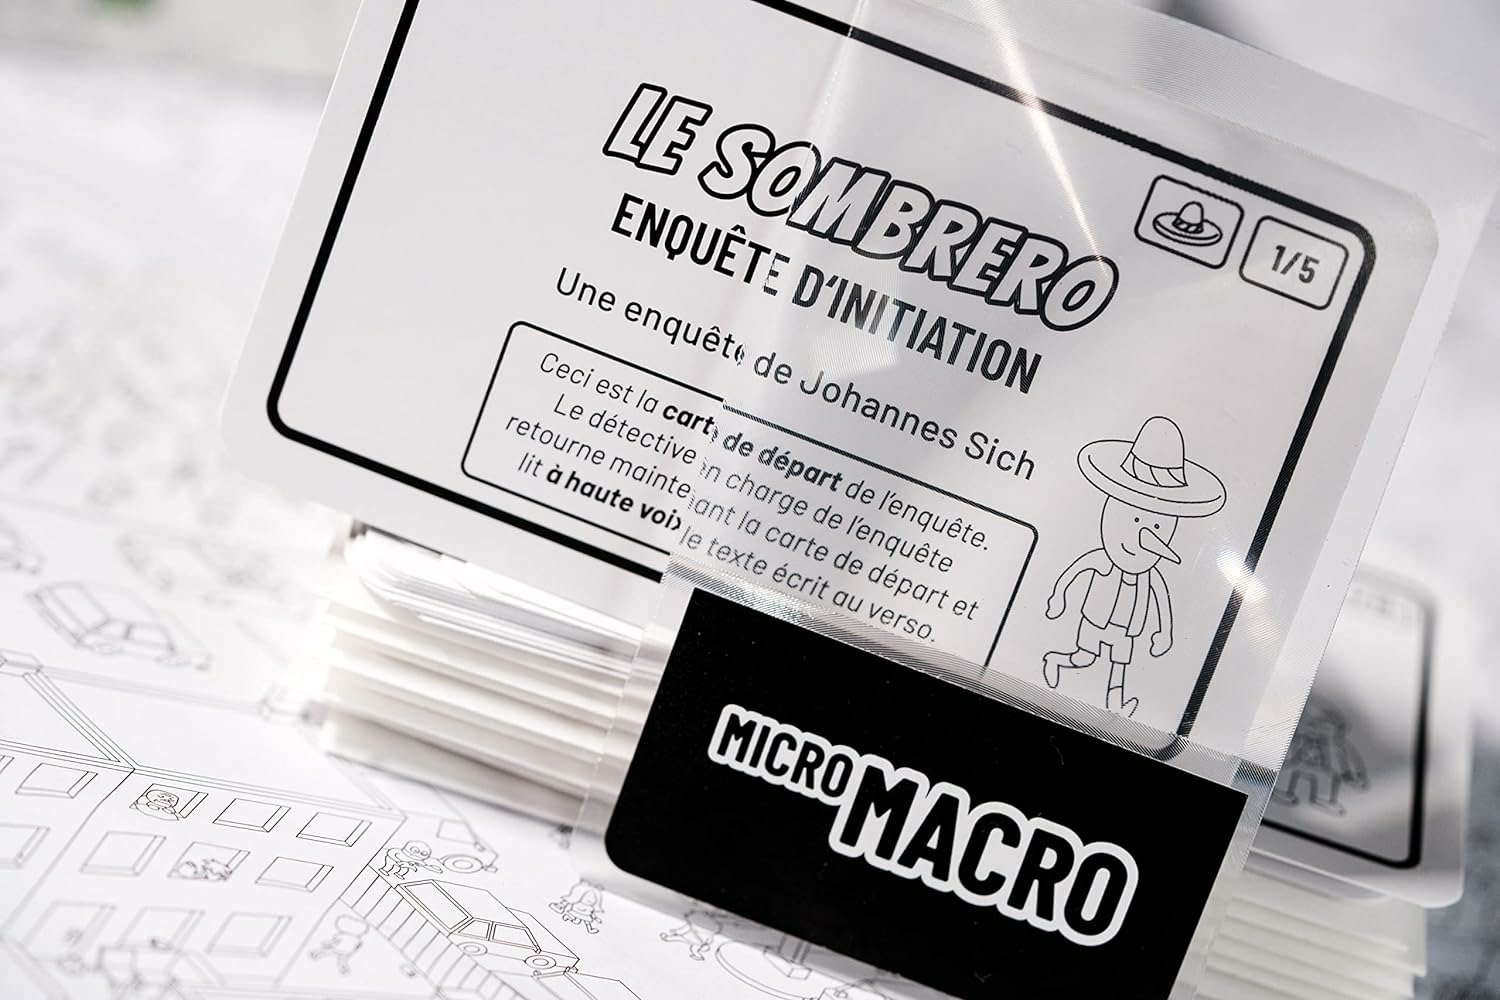 LE SOMBRERO
1/5
ENQUÊTE D'INITIATION
Une enquête de Johannes Sich
Ceci est la carte de départ de l'enquête.
Le détective en charge de l'enquête
retourne maintenant la carte de départ et
lit à haute voix le texte écrit au verso.
MICRO MACRO